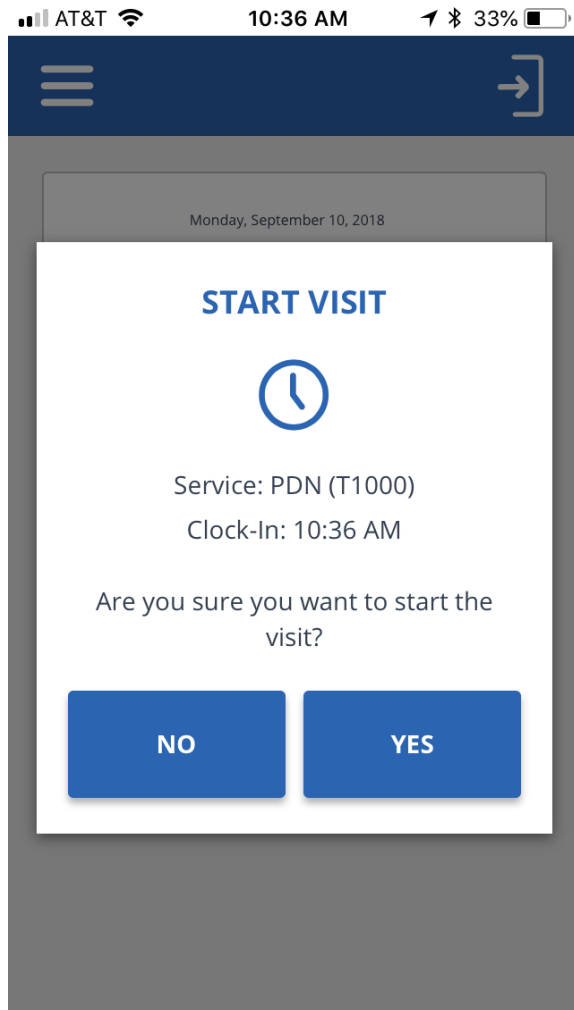 AT&T 10:36 AM 33%
Monday, September 10, 2018
START VISIT
Service: PDN (T1000)
Clock-In: 10:36 AM
Are you sure you want to start the
visit?
NO YES